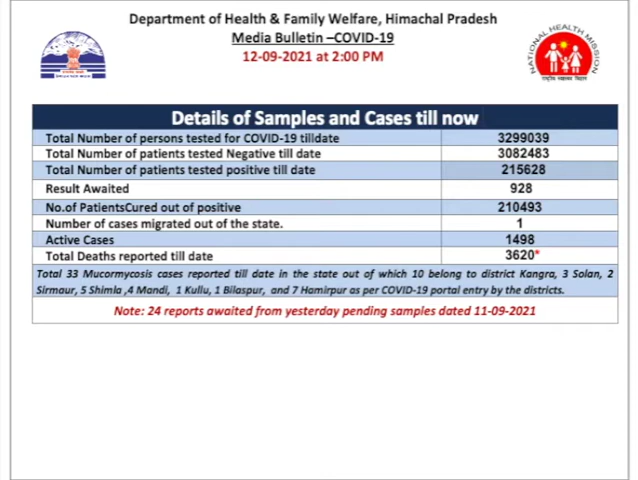 Department of Health & Family Welfare, Himachal Pradesh
Media Bulletin –COVID-19
12-09-2021 at 2:00 PM
NATIONAL HEALTH MISSION
राष्ट्रीय स्वास्थ्य मिशन
Details of Samples and Cases till now
Total Number of persons tested for COVID-19 tilldate 3299039
Total Number of patients tested Negative till date 3082483
Total Number of patients tested positive till date 215628
Result Awaited 928
No.of PatientsCured out of positive 210493
Number of cases migrated out of the state. 1
Active Cases 1498
Total Deaths reported till date 3620*
Total 33 Mucormycosis cases reported till date in the state out of which 10 belong to district Kangra, 3 Solan, 2
Sirmaur, 5 Shimla ,4 Mandi, 1 Kullu, 1 Bilaspur, and 7 Hamirpur as per COVID-19 portal entry by the districts.
Note: 24 reports awaited from yesterday pending samples dated 11-09-2021